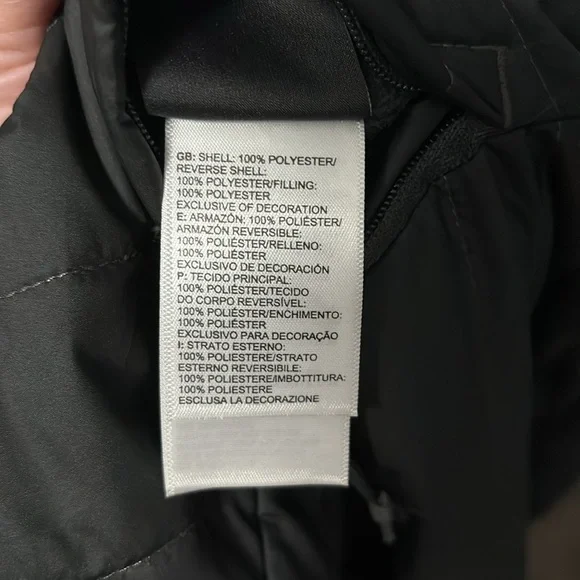 GB: SHELL: 100% POLYESTER/
REVERSE SHELL:
100% POLYESTER/FILLING:
100% POLYESTER
EXCLUSIVE OF DECORATION
E: ARMAZÓN: 100% POLIÉSTER/
ARMAZÓN REVERSIBLE:
100% POLIÉSTER/RELLENO:
100% POLIÉSTER
EXCLUSIVO DE DECORACIÓN
P: TECIDO PRINCIPAL:
100% POLIÉSTER/TECIDO
DO CORPO REVERSÍVEL:
100% POLIÉSTER/ENCHIMENTO:
100% POLIÉSTER
EXCLUSIVO PARA DECORAÇÃO
I: STRATO ESTERNO:
100% POLIESTERE/STRATO
ESTERNO REVERSIBILE:
100% POLIESTERE/IMBOTTITURA:
100% POLIESTERE
ESCLUSA LA DECORAZIONE